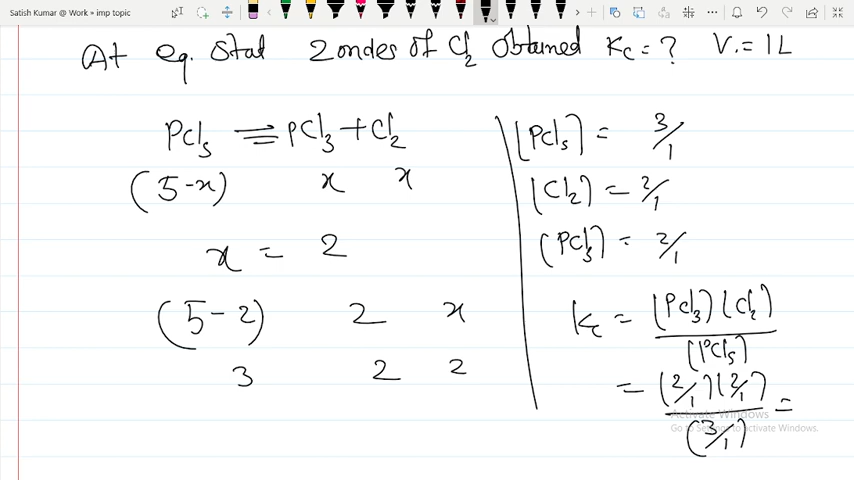 Satish Kumar @ Work » imp topic
At eq. Stat 2 ondes of Cl₂ Obtained Kc = ? V. = 1L
PCl₅ ⇌ PCl₃ + Cl₂
(5-x) x x
x = 2
(5-2) 2 x
3 2 2
[PCl₅] = 3/1
[Cl₂) = 2/1
(PCl₃) = 2/1
Kc = (PCl₃)(Cl₂) / (PCl₅)
= (2/1)(2/1) / (3/1) =
Activate Windows
Go to Settings to activate Windows.